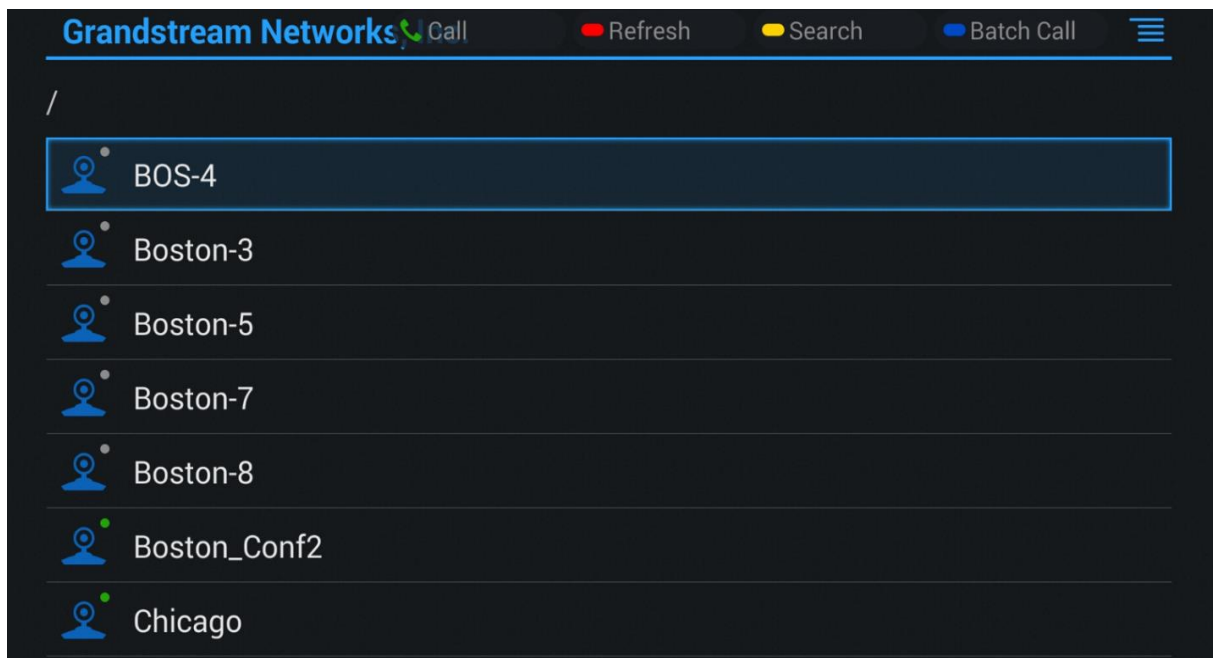 Grandstream Networks, Inc. Call Refresh Search Batch Call
/
BOS-4
Boston-3
Boston-5
Boston-7
Boston-8
Boston_Conf2
Chicago